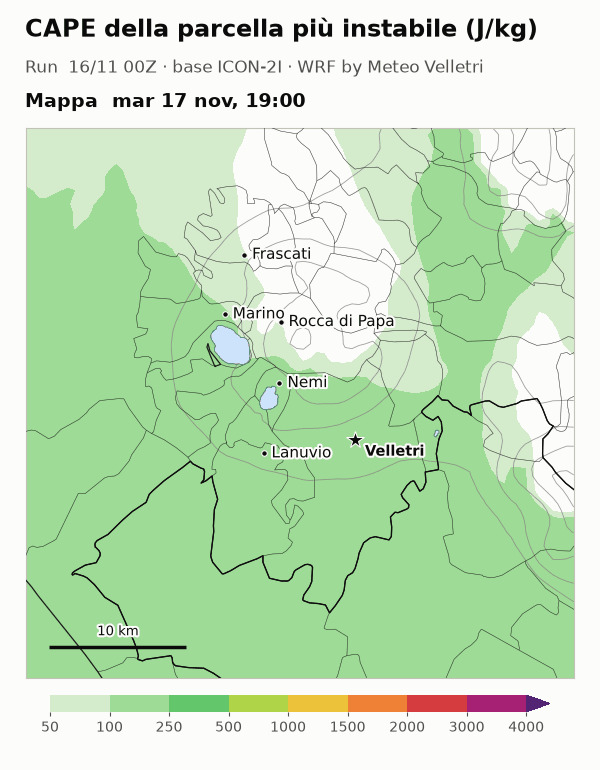 CAPE della parcella più instabile (J/kg)
Run  16/11 00Z · base ICON-2I · WRF by Meteo Velletri
Mappa  mar 17 nov, 19:00
Frascati
Marino
Rocca di Papa
Nemi
Velletri
Lanuvio
10 km
50 100 250 500 1000 1500 2000 3000 4000